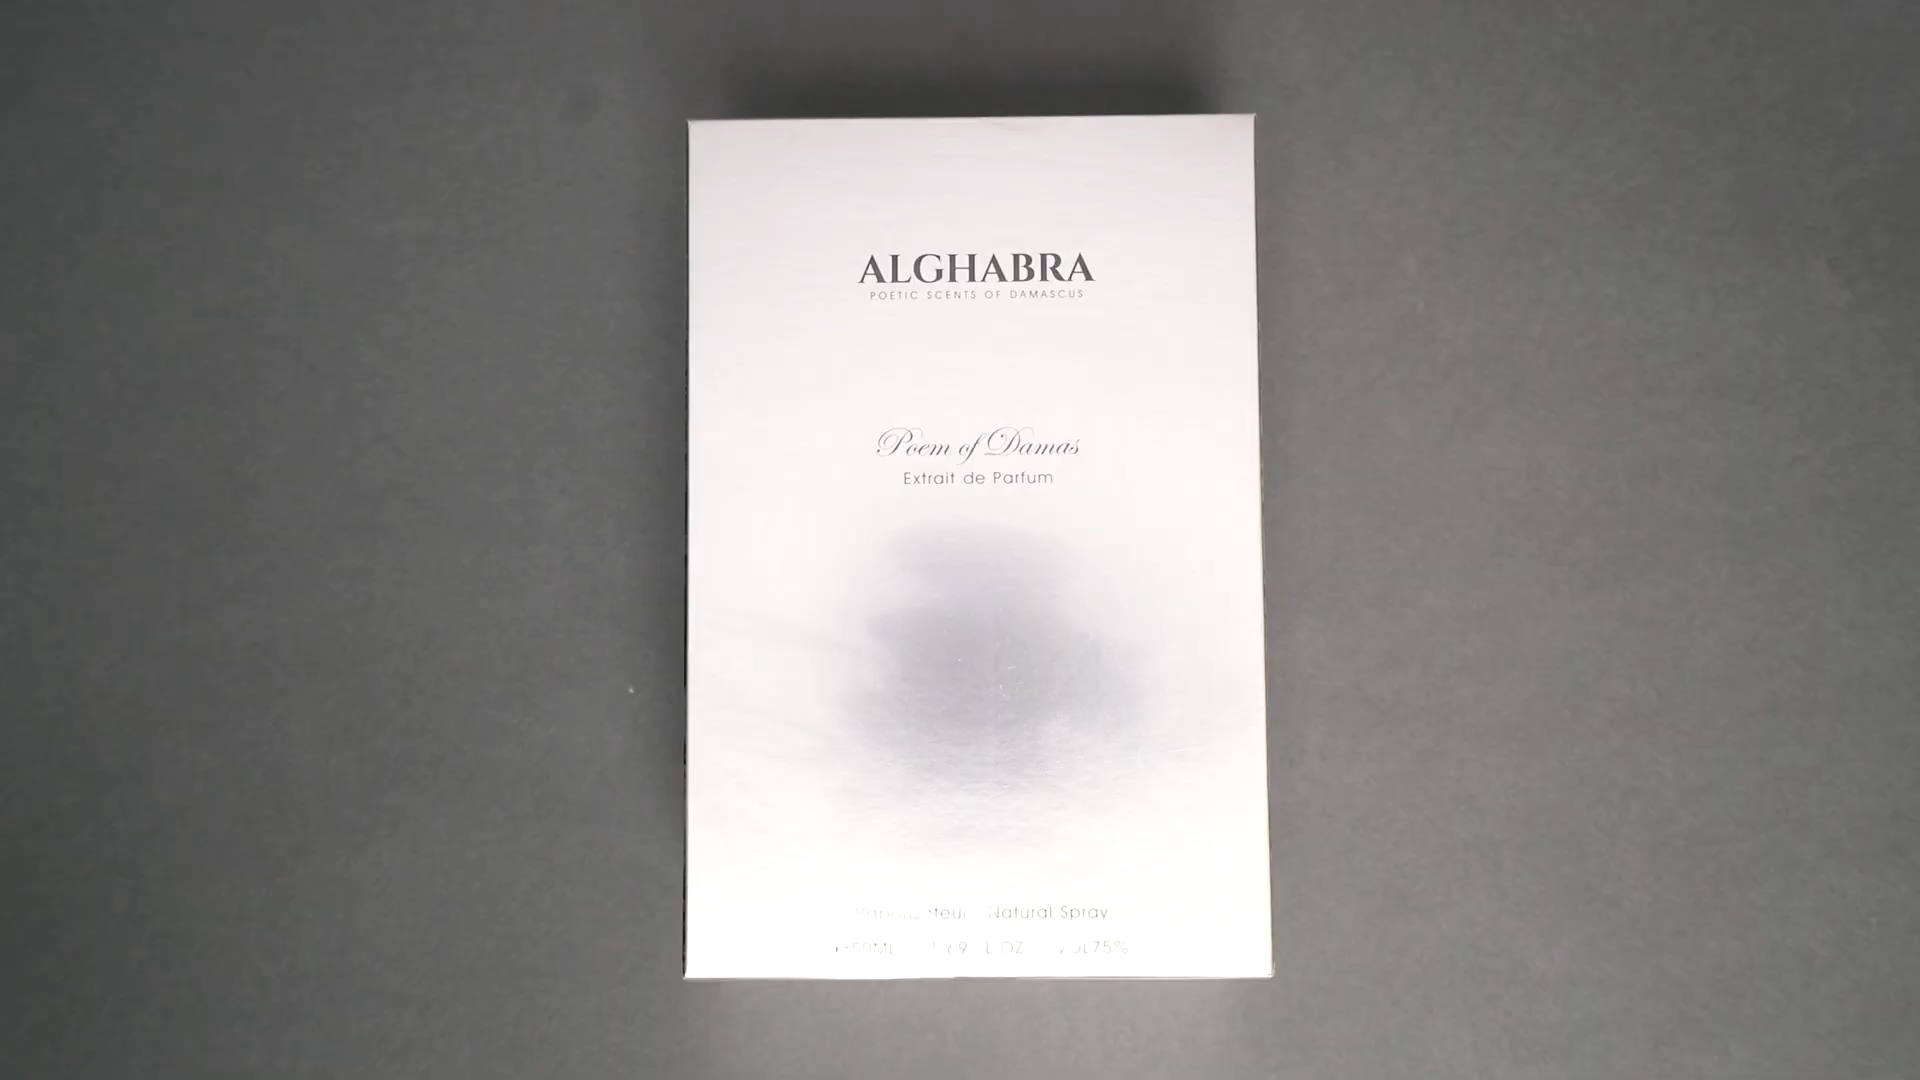 ALGHABRA
POETIC SCENTS OF DAMASCUS
Poem of Damas
Extrait de Parfum
Natural Spray